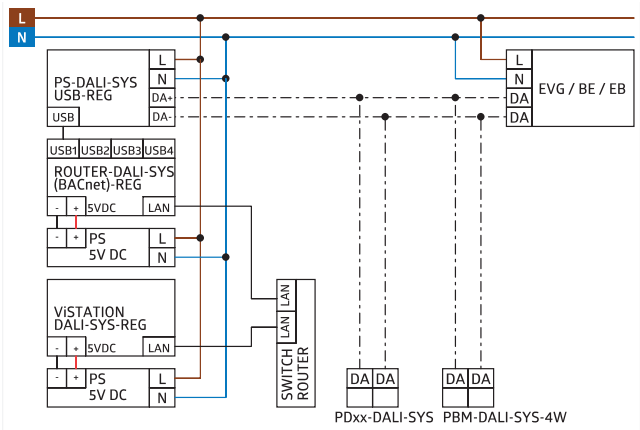 L
N
PS-DALI-SYS
USB-REG
USB
L
N
DA+
DA-
L
N
DA
DA
EVG / BE / EB
USB1 USB2 USB3 USB4
ROUTER-DALI-SYS
(BACnet)-REG
- + 5VDC LAN
- + PS
5V DC
L
N
ViSTATION
DALI-SYS-REG
- + 5VDC LAN
- + PS
5V DC
L
N
LAN
LAN
SWITCH
ROUTER
DA DA
PDxx-DALI-SYS
DA DA
PBM-DALI-SYS-4W